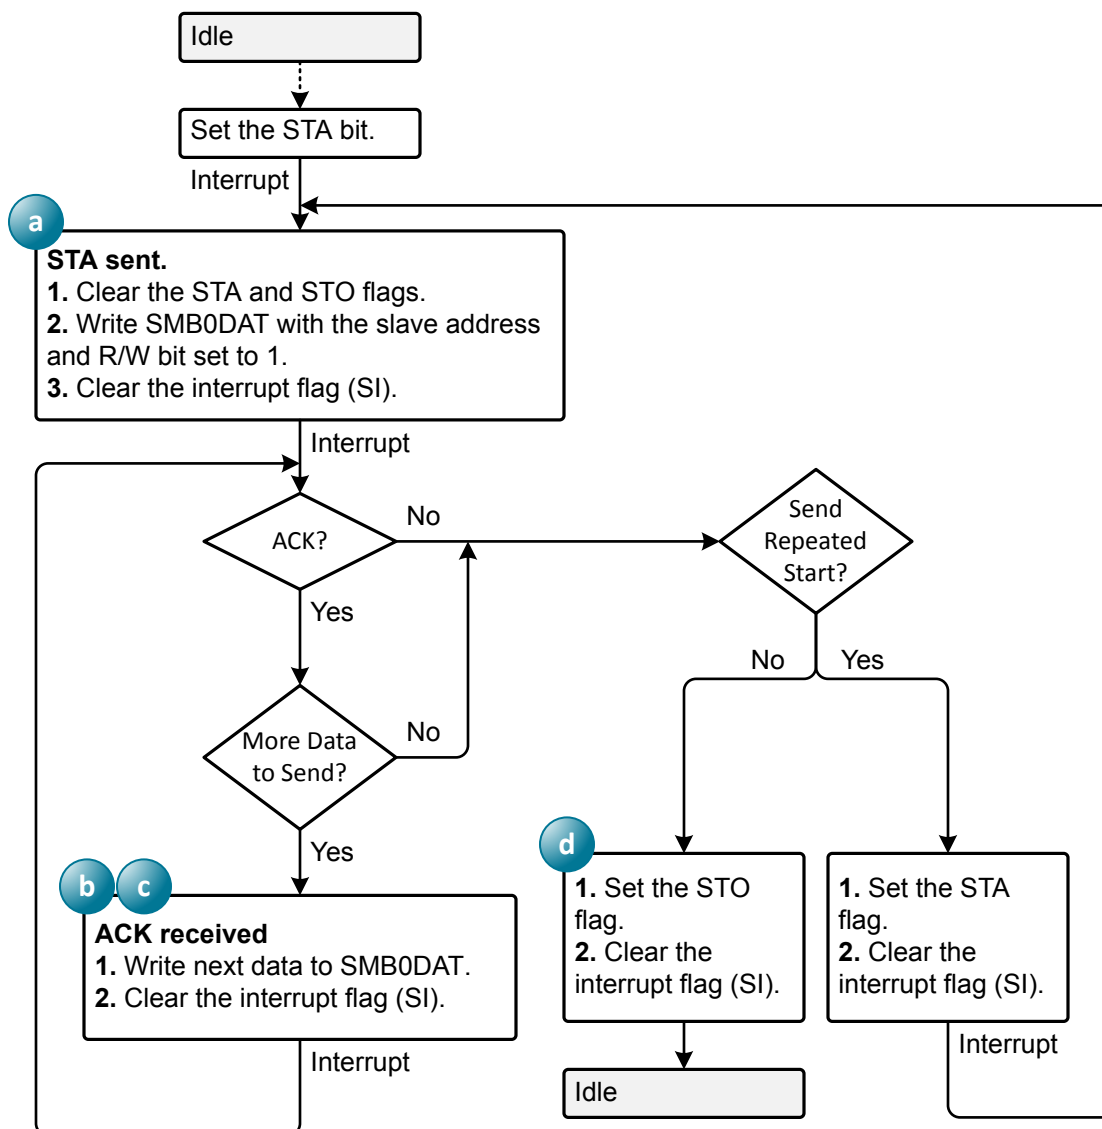 Idle
Set the STA bit.
Interrupt
a
STA sent.
1. Clear the STA and STO flags.
2. Write SMB0DAT with the slave address
and R/W bit set to 1.
3. Clear the interrupt flag (SI).
Interrupt
ACK?
No
Yes
Send
Repeated
Start?
No
Yes
More Data
to Send?
No
Yes
b
c
ACK received
1. Write next data to SMB0DAT.
2. Clear the interrupt flag (SI).
Interrupt
d
1. Set the STO
flag.
2. Clear the
interrupt flag (SI).
Idle
1. Set the STA
flag.
2. Clear the
interrupt flag (SI).
Interrupt